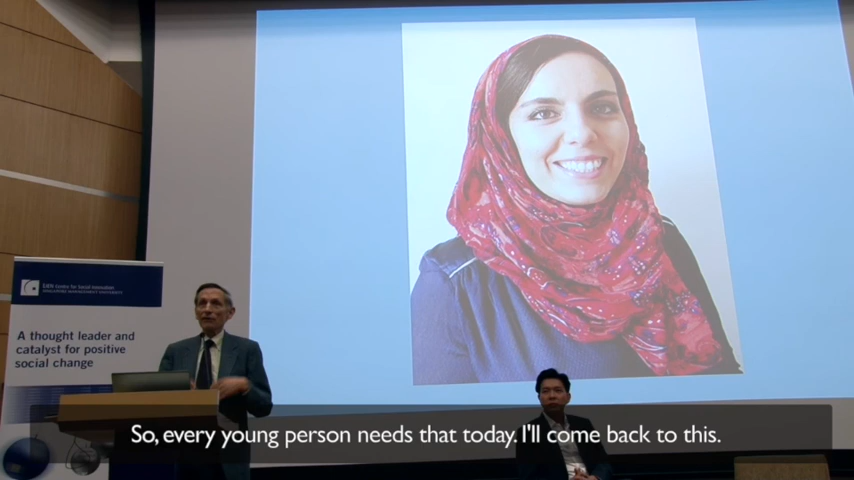 A thought leader and
catalyst for positive
social change
So, every young person needs that today. I'll come back to this.